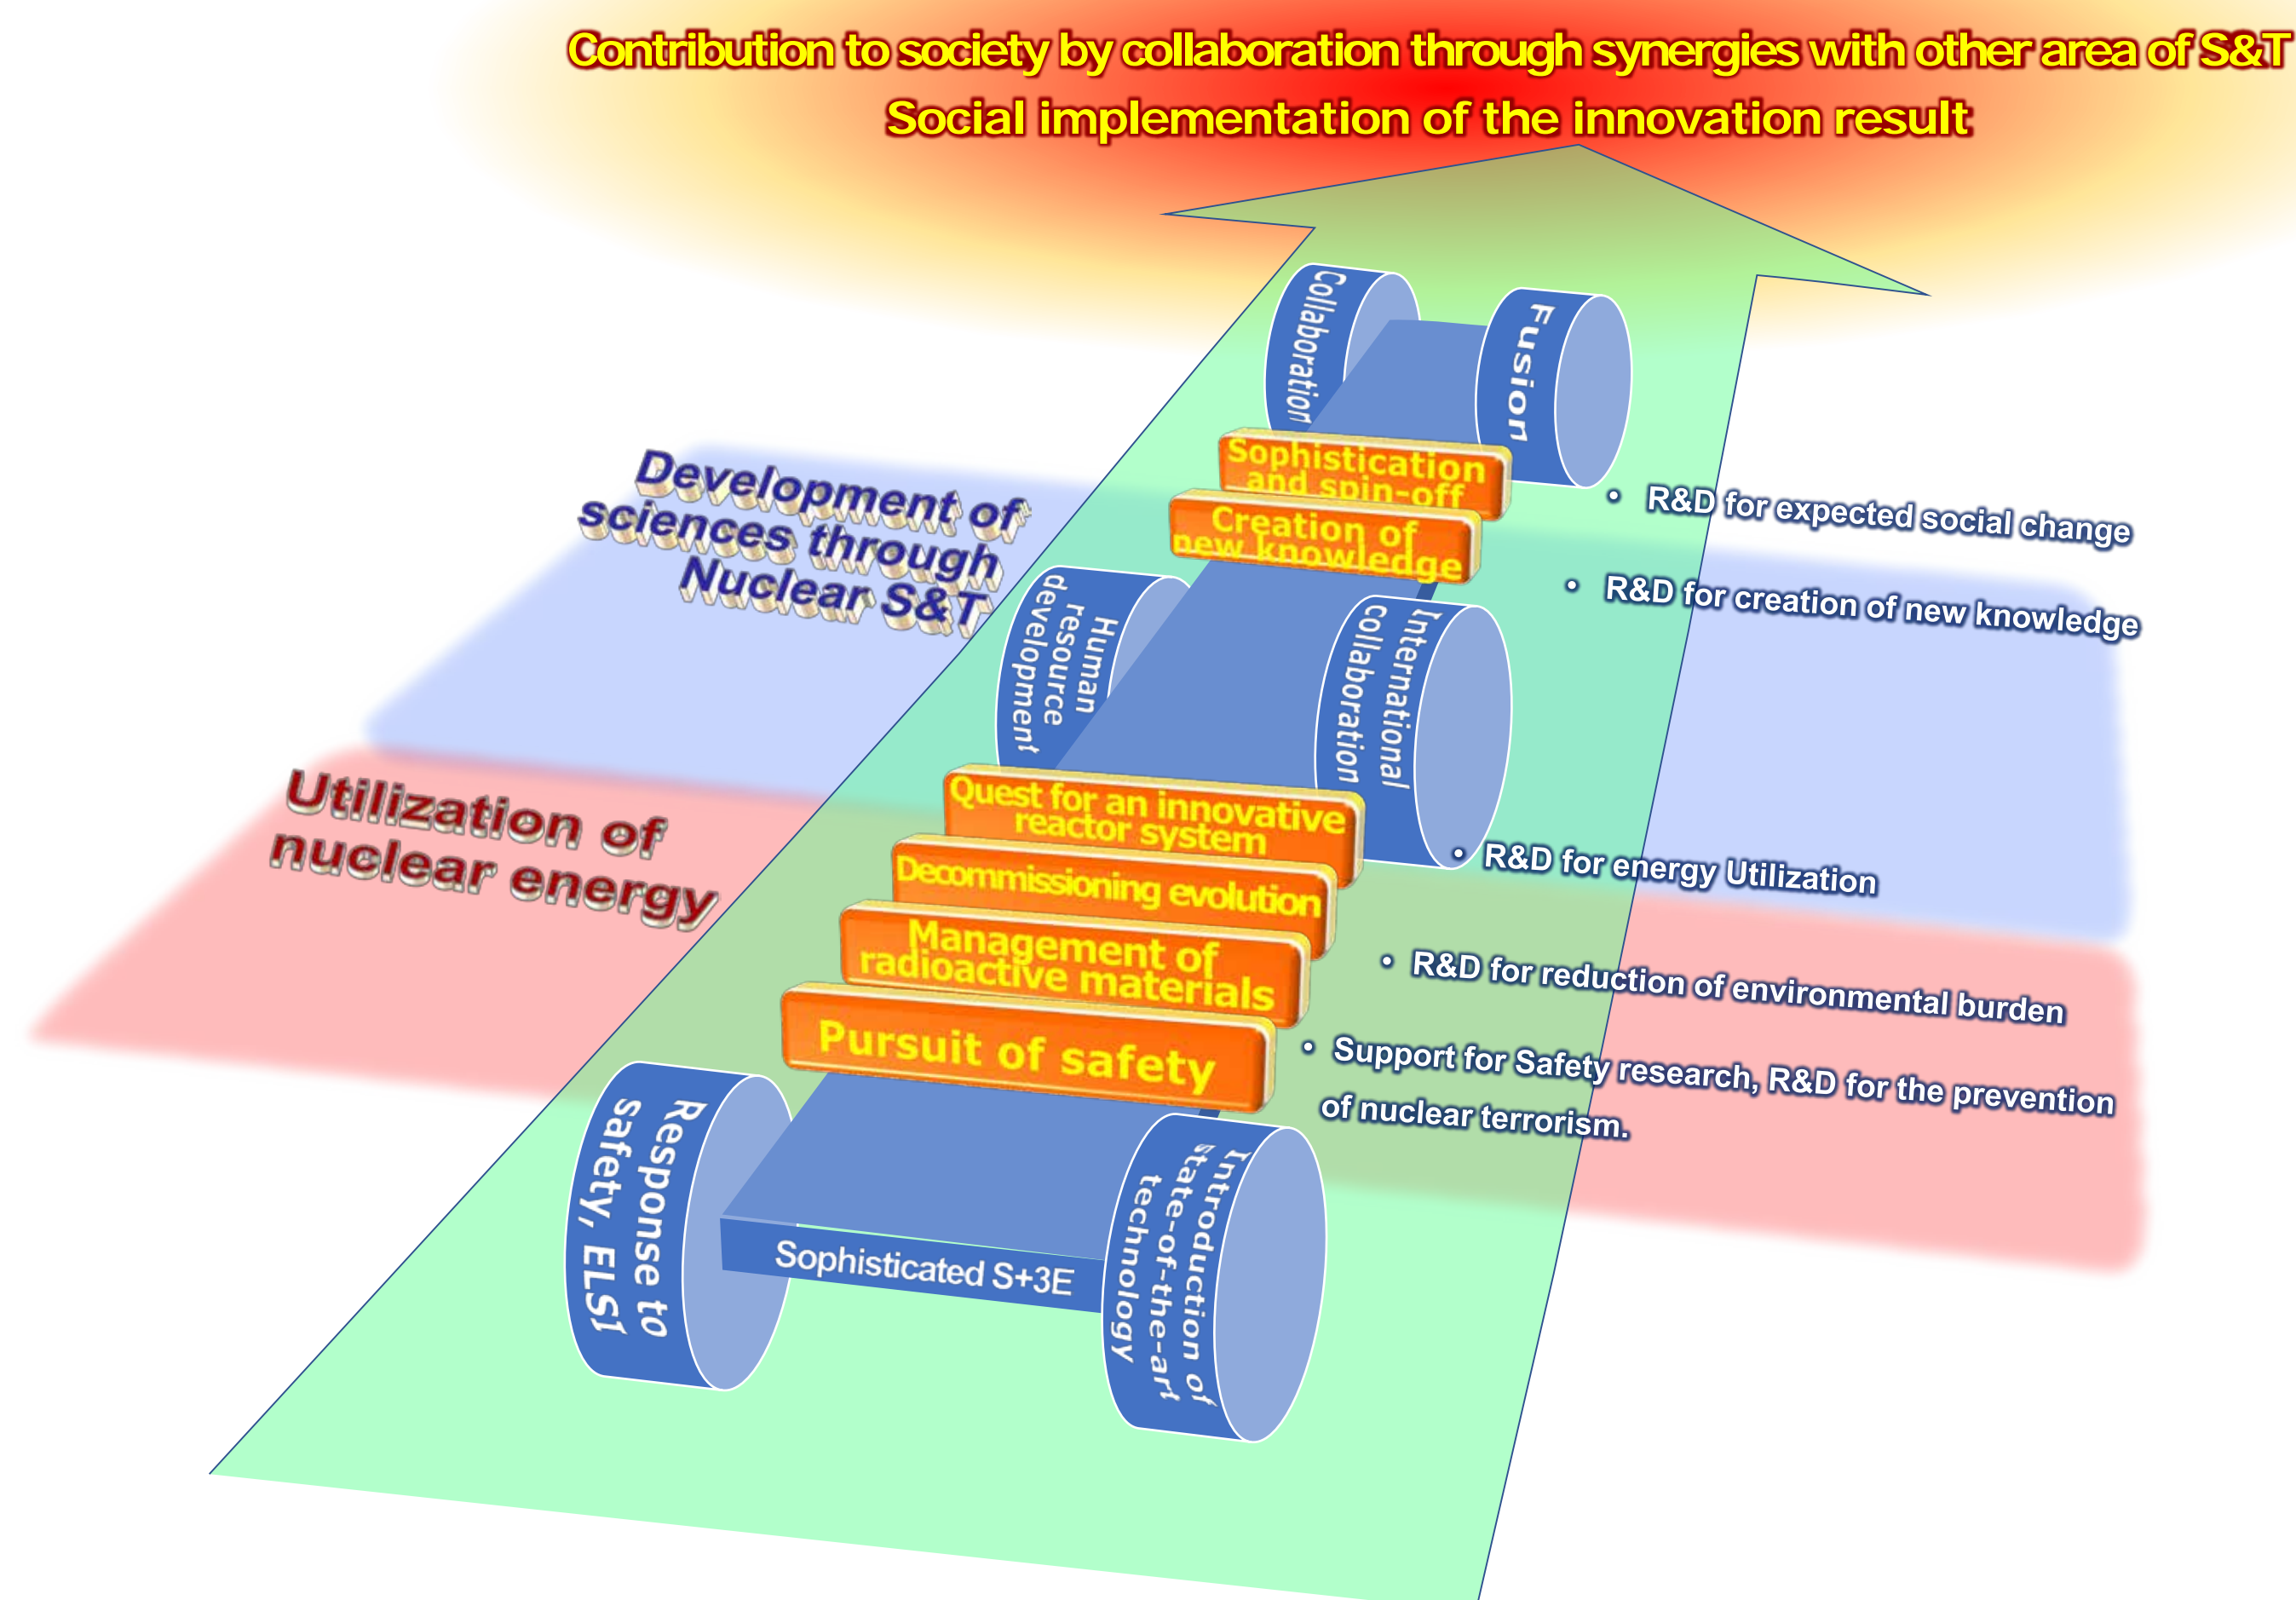 Contribution to society by collaboration through synergies with other area of S&T
Social implementation of the innovation result
Collaboration
Fusion
Sophistication
and spin-off
Creation of
new knowledge
• R&D for expected social change
• R&D for creation of new knowledge
Development of
sciences through
Nuclear S&T
Human
resource
development
International
collaboration
Utilization of
nuclear energy
Quest for an innovative
reactor system
Decommissioning evolution
Management of
radioactive materials
Pursuit of safety
• R&D for energy Utilization
• R&D for reduction of environmental burden
• Support for Safety research, R&D for the prevention
of nuclear terrorism.
Response to
safety, ELSI
Sophisticated S+3E
Introduction of
state-of-the-art
technology